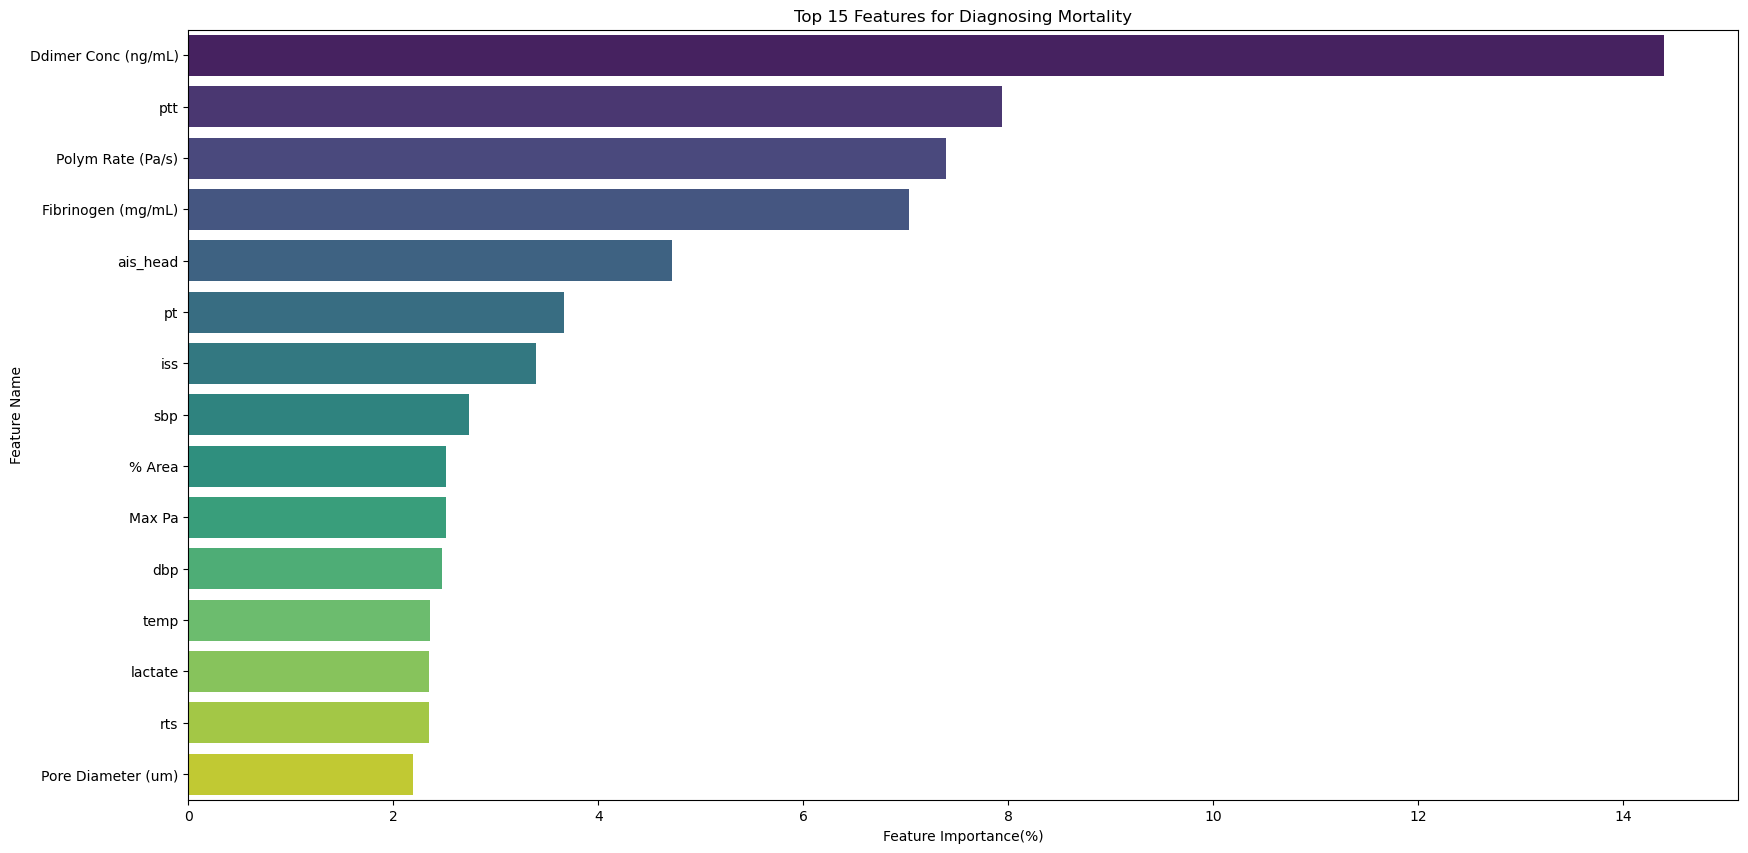 Top 15 Features for Diagnosing Mortality
Ddimer Conc (ng/mL)
ptt
Polym Rate (Pa/s)
Fibrinogen (mg/mL)
ais_head
pt
iss
sbp
% Area
Max Pa
dbp
temp
lactate
rts
Pore Diameter (um)
Feature Name
0 2 4 6 8 10 12 14
Feature Importance(%)